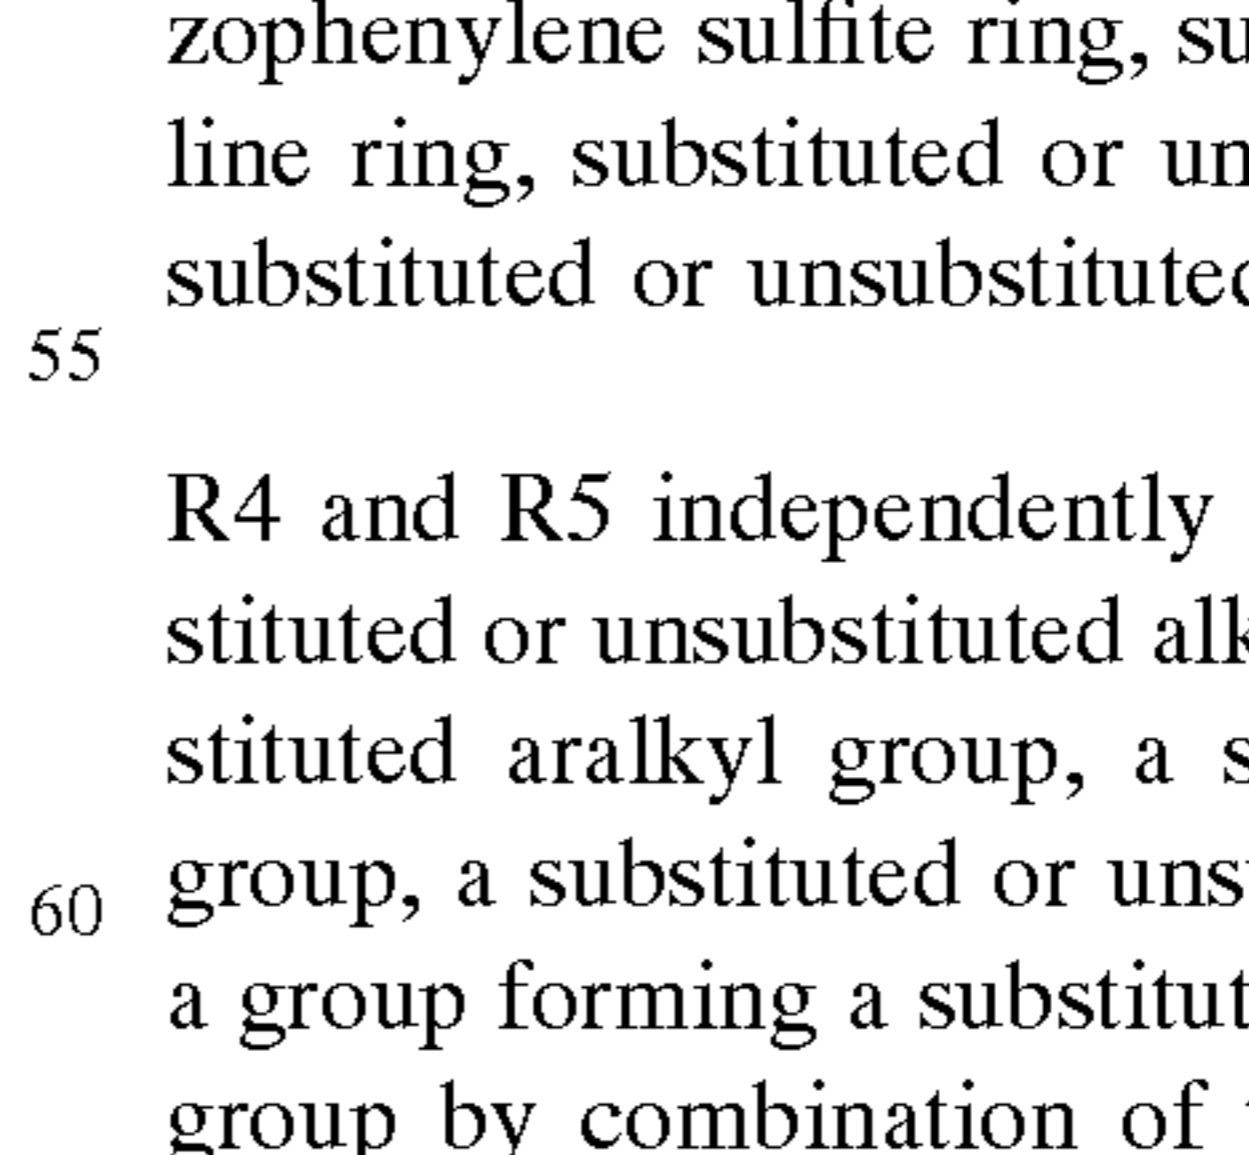 zophenylene sulfite ring, su
line ring, substituted or un
substituted or unsubstituted
55
R4 and R5 independently
stituted or unsubstituted alk
stituted aralkyl group, a s
60 group, a substituted or uns
a group forming a substitut
group by combination of